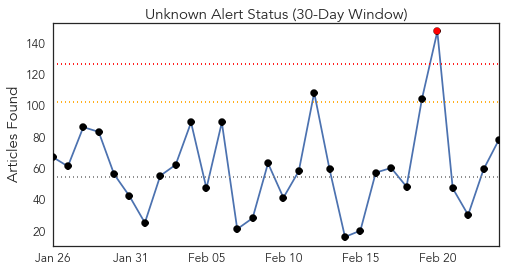 Unknown Alert Status (30-Day Window)
Articles Found
140
120
100
80
60
40
20
Jan 26 Jan 31 Feb 05 Feb 10 Feb 15 Feb 20